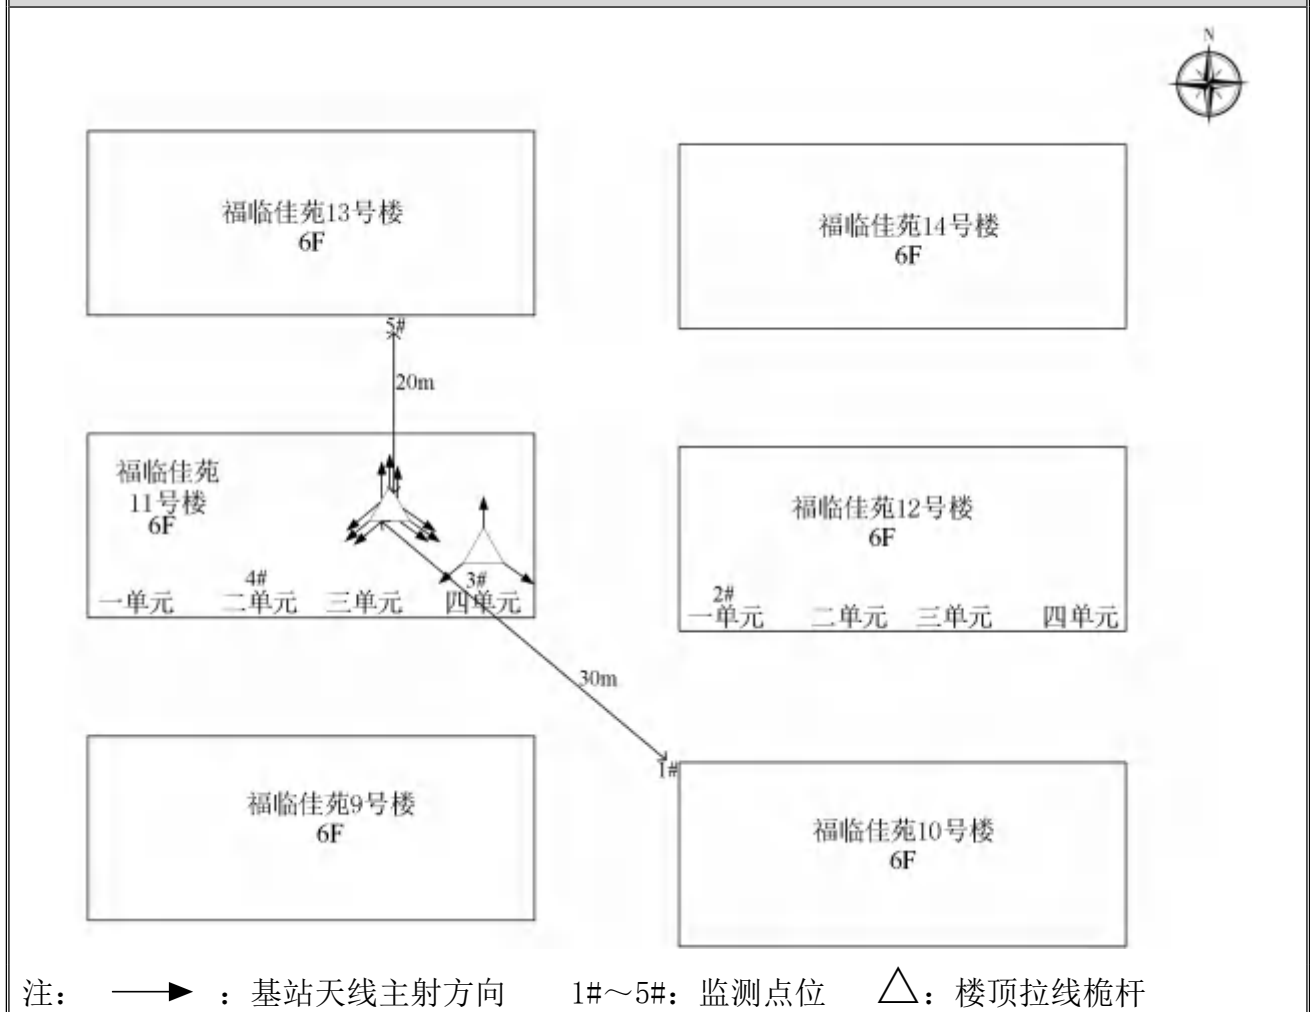 N
福临佳苑13号楼
6F
福临佳苑14号楼
6F
5#
20m
福临佳苑
11号楼
6F
福临佳苑12号楼
6F
4#
3#
2#
一单元 二单元 三单元 四单元
一单元 二单元 三单元 四单元
30m
1#
福临佳苑9号楼
6F
福临佳苑10号楼
6F
注： ：基站天线主射方向 1#～5#：监测点位 △：楼顶拉线桅杆